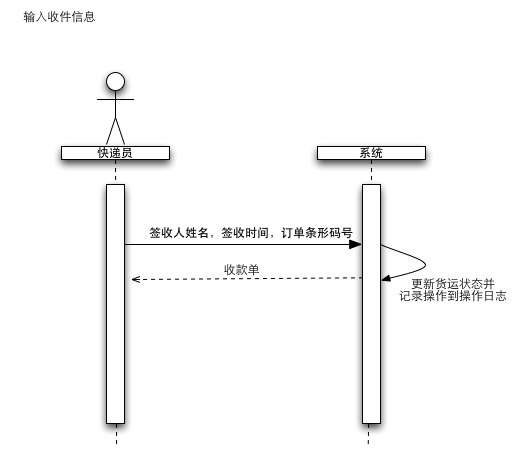 输入收件信息
快递员
系统
签收人姓名，签收时间，订单条形码号
收款单
更新货运状态并
记录操作到操作日志